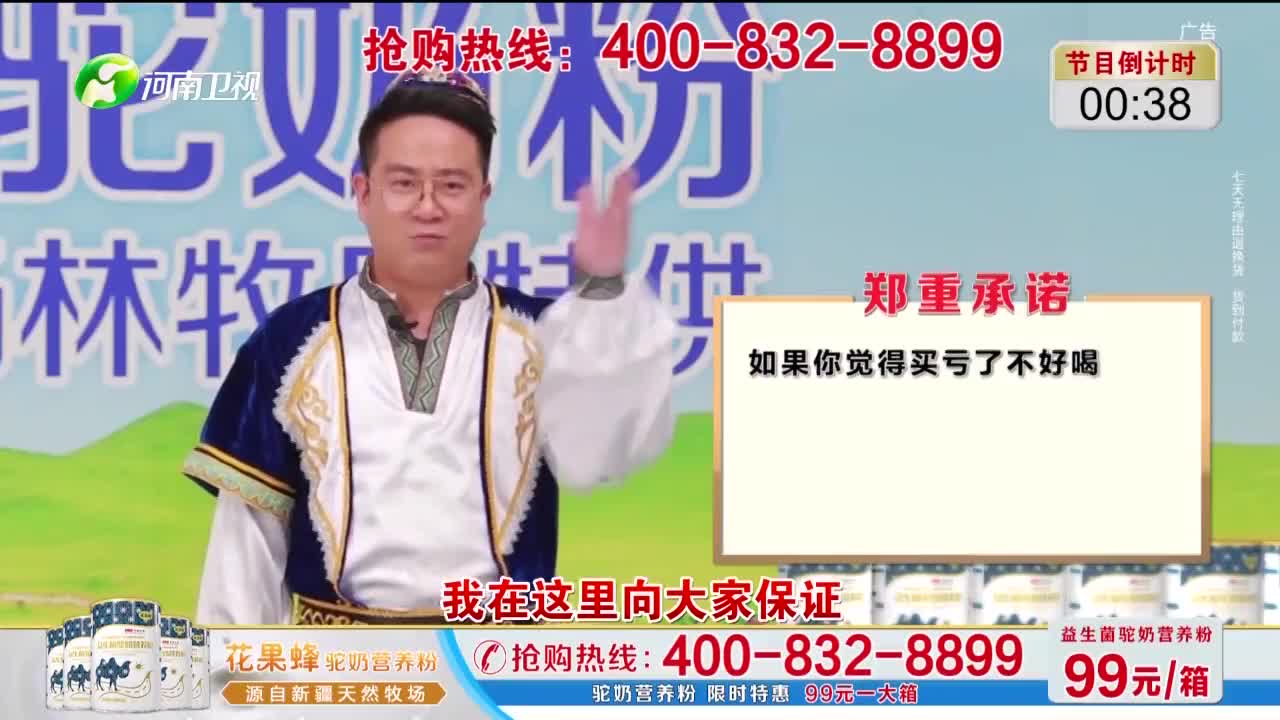 广告
抢购热线：400-832-8899
河南卫视
节目倒计时
00:38
驼奶粉
林牧场特供
七天无理由退换货 货到付款
郑重承诺
如果你觉得买亏了不好喝
我在这里向大家保证
花果蜂 驼奶营养粉
源自新疆天然牧场
抢购热线：400-832-8899
驼奶营养粉 限时特惠 99元一大箱
益生菌驼奶营养粉
99元/箱